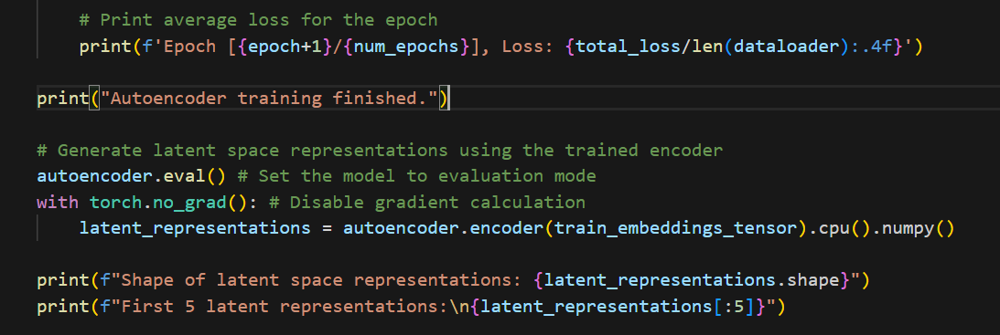 # Print average loss for the epoch
print(f'Epoch [{epoch+1}/{num_epochs}], Loss: {total_loss/len(dataloader):.4f}')
print("Autoencoder training finished.")
# Generate latent space representations using the trained encoder
autoencoder.eval() # Set the model to evaluation mode
with torch.no_grad(): # Disable gradient calculation
latent_representations = autoencoder.encoder(train_embeddings_tensor).cpu().numpy()
print(f"Shape of latent space representations: {latent_representations.shape}")
print(f"First 5 latent representations:\n{latent_representations[:5]}")